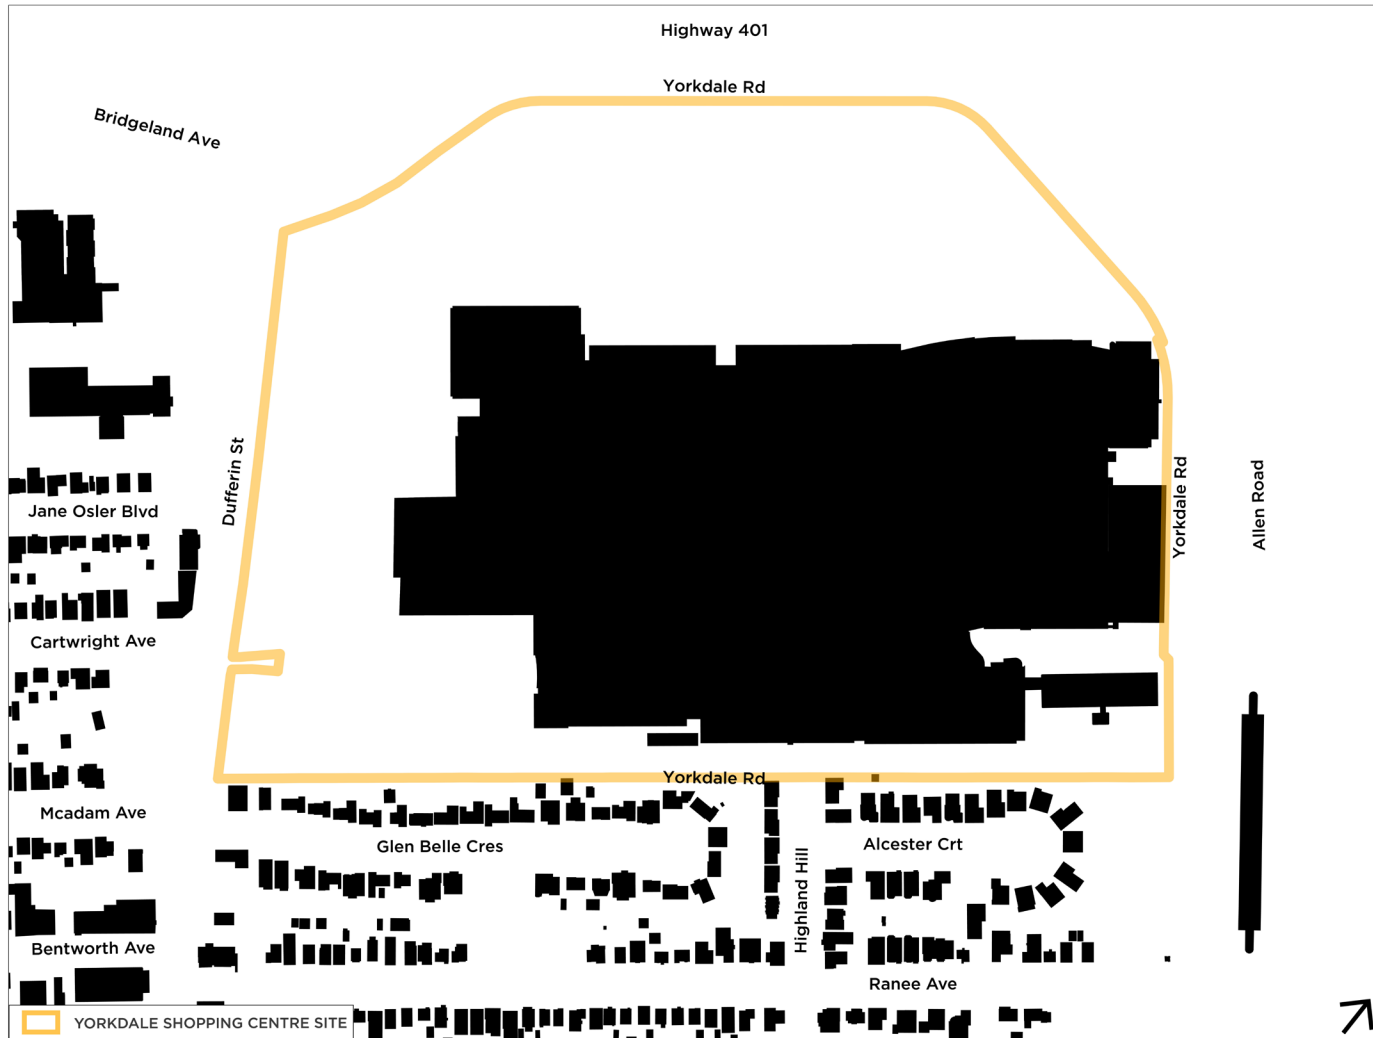 Highway 401
Yorkdale Rd
Bridgeland Ave
Dufferin St
Yorkdale Rd
Allen Road
Jane Osler Blvd
Cartwright Ave
Yorkdale Rd
Mcadam Ave
Glen Belle Cres
Alcester Crt
Highland Hill
Bentworth Ave
Ranee Ave
YORKDALE SHOPPING CENTRE SITE